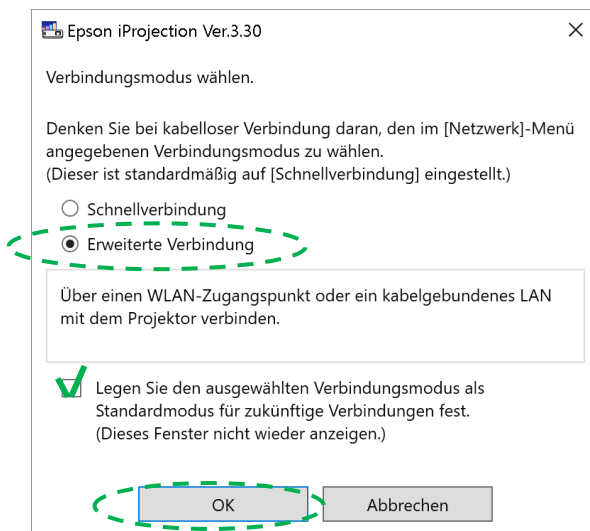 Epson iProjection Ver.3.30
Verbindungsmodus wählen.
Denken Sie bei kabelloser Verbindung daran, den im [Netzwerk]-Menü
angegebenen Verbindungsmodus zu wählen.
(Dieser ist standardmäßig auf [Schnellverbindung] eingestellt.)
Schnellverbindung
Erweiterte Verbindung
Über einen WLAN-Zugangspunkt oder ein kabelgebundenes LAN
mit dem Projektor verbinden.
Legen Sie den ausgewählten Verbindungsmodus als
Standardmodus für zukünftige Verbindungen fest.
(Dieses Fenster nicht wieder anzeigen.)
OK Abbrechen